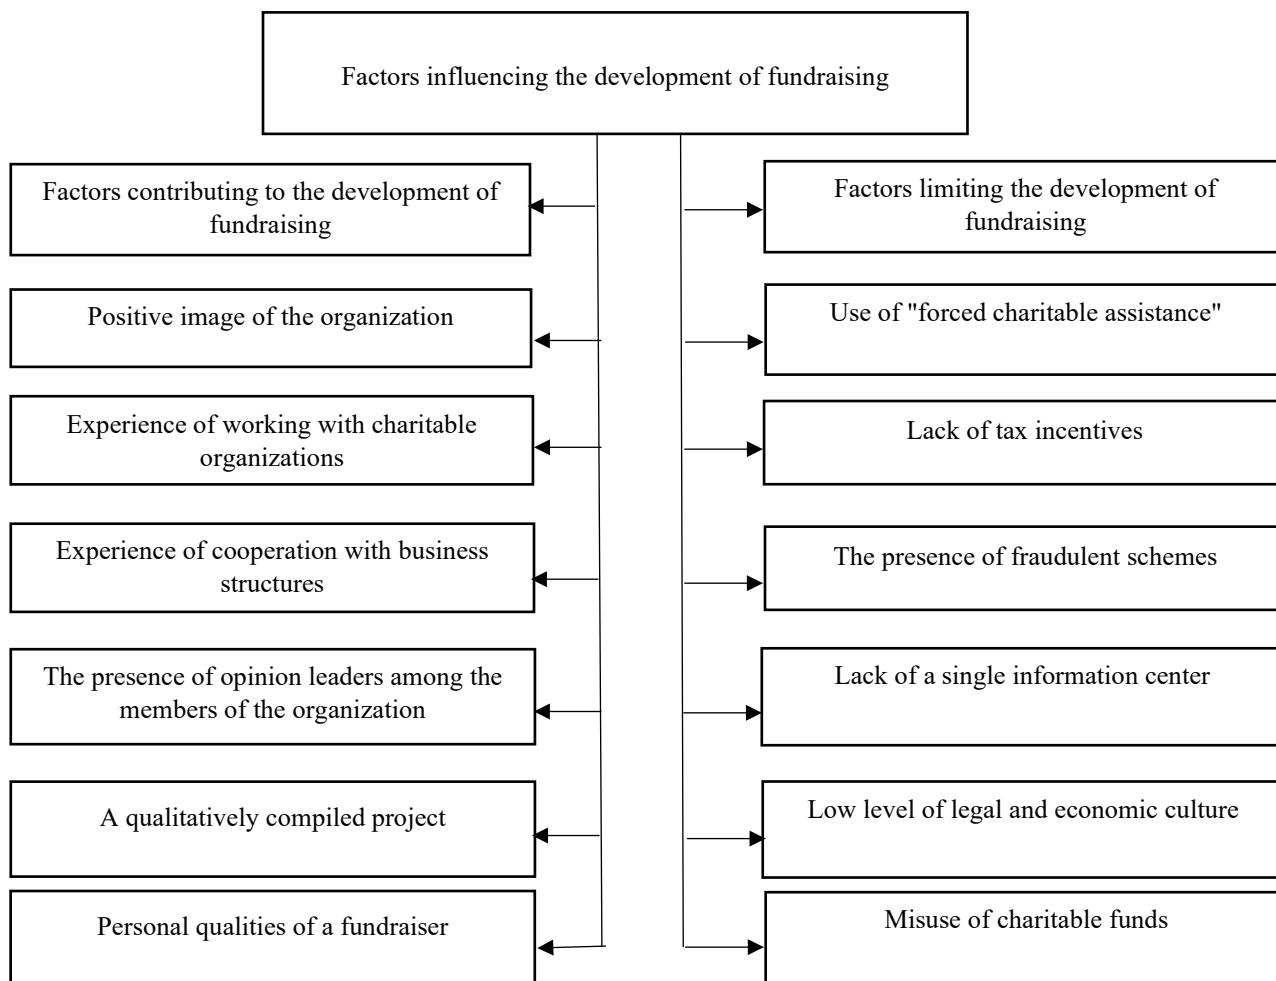 Factors influencing the development of fundraising
Factors contributing to the development of
fundraising
Factors limiting the development of
fundraising
Positive image of the organization
Use of "forced charitable assistance"
Experience of working with charitable
organizations
Lack of tax incentives
Experience of cooperation with business
structures
The presence of fraudulent schemes
The presence of opinion leaders among the
members of the organization
Lack of a single information center
A qualitatively compiled project
Low level of legal and economic culture
Personal qualities of a fundraiser
Misuse of charitable funds